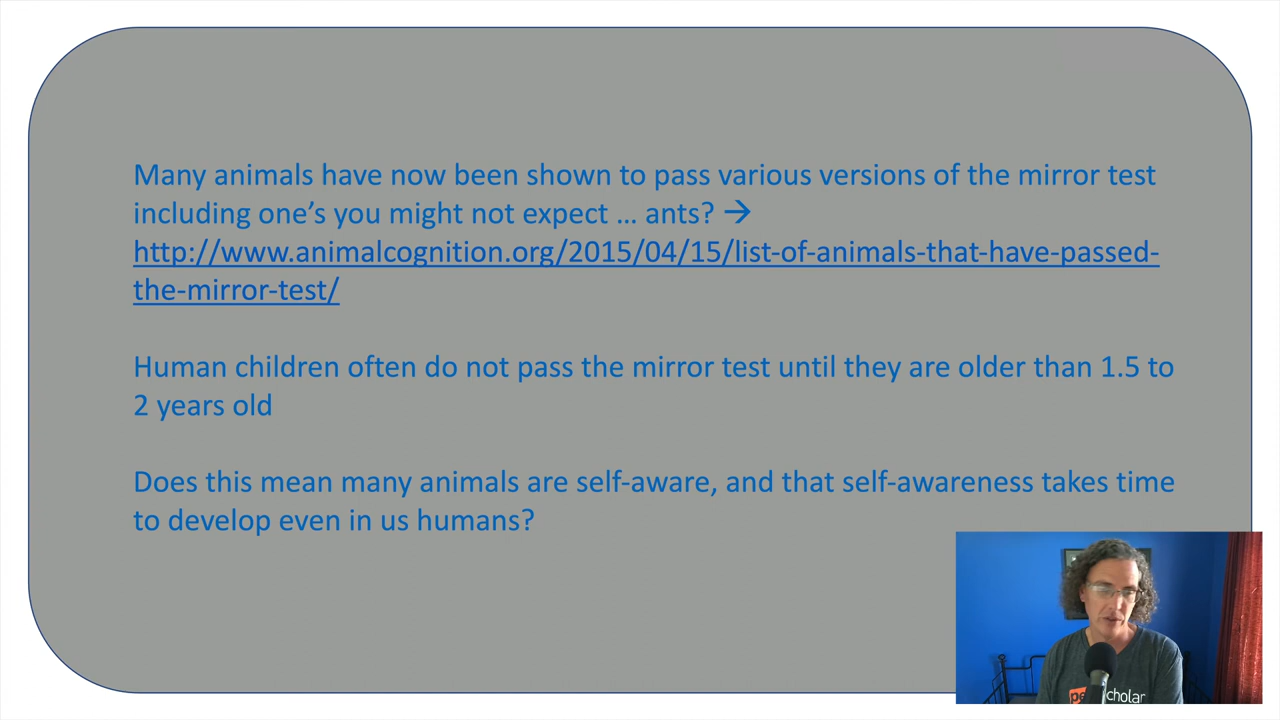 Many animals have now been shown to pass various versions of the mirror test
including one's you might not expect … ants? →
http://www.animalcognition.org/2015/04/15/list-of-animals-that-have-passed-
the-mirror-test/
Human children often do not pass the mirror test until they are older than 1.5 to
2 years old
Does this mean many animals are self-aware, and that self-awareness takes time
to develop even in us humans?